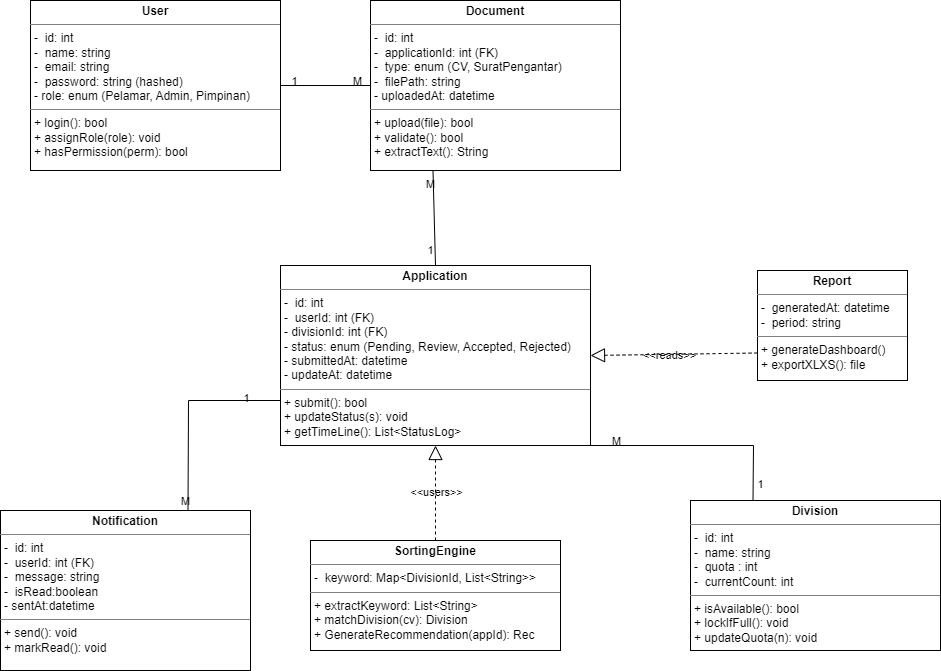 User
- id: int
- name: string
- email: string
- password: string (hashed)
- role: enum (Pelamar, Admin, Pimpinan)
+ login(): bool
+ assignRole(role): void
+ hasPermission(perm): bool
1
M
Document
- id: int
- applicationId: int (FK)
- type: enum (CV, SuratPengantar)
- filePath: string
- uploadedAt: datetime
+ upload(file): bool
+ validate(): bool
+ extractText(): String
M
1
Application
- id: int
- userId: int (FK)
- divisionId: int (FK)
- status: enum (Pending, Review, Accepted, Rejected)
- submittedAt: datetime
- updateAt: datetime
+ submit(): bool
+ updateStatus(s): void
+ getTimeLine(): List<StatusLog>
<<reads>>
Report
- generatedAt: datetime
- period: string
+ generateDashboard()
+ exportXLXS(): file
1
M
<<users>>
M
1
Notification
- id: int
- userId: int (FK)
- message: string
- isRead:boolean
- sentAt:datetime
+ send(): void
+ markRead(): void
SortingEngine
- keyword: Map<DivisionId, List<String>>
+ extractKeyword: List<String>
+ matchDivision(cv): Division
+ GenerateRecommendation(appId): Rec
Division
- id: int
- name: string
- quota : int
- currentCount: int
+ isAvailable(): bool
+ lockIfFull(): void
+ updateQuota(n): void